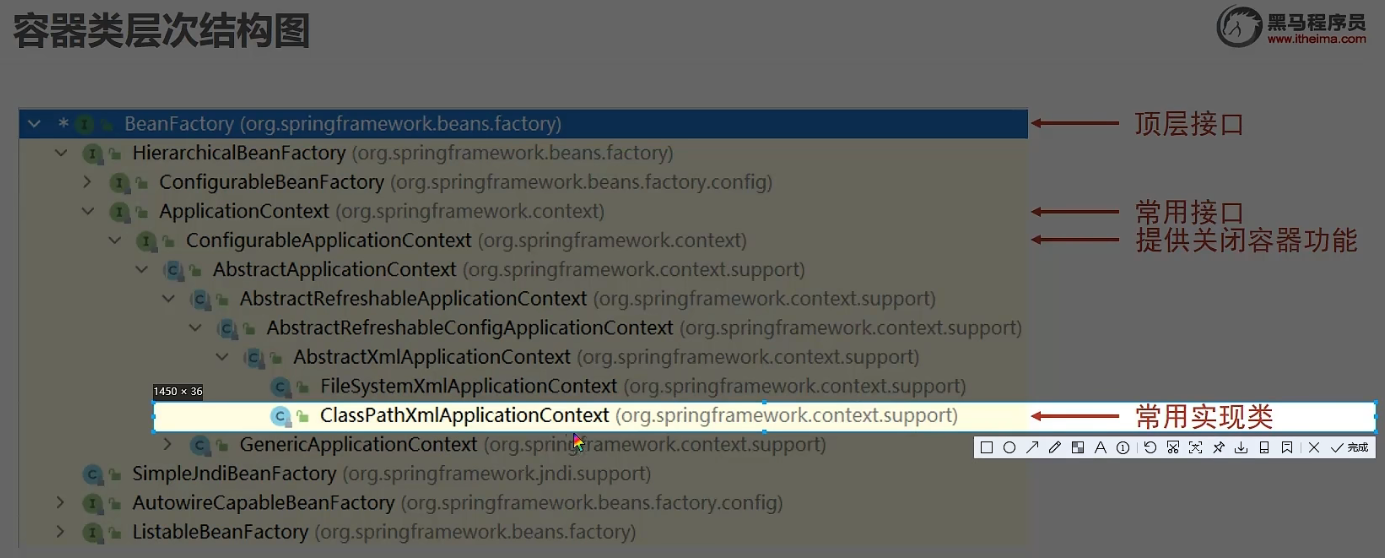 容器类层次结构图
黑马程序员
www.itheima.com
* BeanFactory (org.springframework.beans.factory)
顶层接口
HierarchicalBeanFactory (org.springframework.beans.factory)
ConfigurableBeanFactory (org.springframework.beans.factory.config)
ApplicationContext (org.springframework.context)
常用接口
ConfigurableApplicationContext (org.springframework.context)
提供关闭容器功能
AbstractApplicationContext (org.springframework.context.support)
AbstractRefreshableApplicationContext (org.springframework.context.support)
AbstractRefreshableConfigApplicationContext (org.springframework.context.support)
AbstractXmlApplicationContext (org.springframework.context.support)
FileSystemXmlApplicationContext (org.springframework.context.support)
1450 × 36
ClassPathXmlApplicationContext (org.springframework.context.support)
常用实现类
GenericApplicationContext (org.springframework.context.support)
完成
SimpleJndiBeanFactory (org.springframework.jndi.support)
AutowireCapableBeanFactory (org.springframework.beans.factory.config)
ListableBeanFactory (org.springframework.beans.factory)